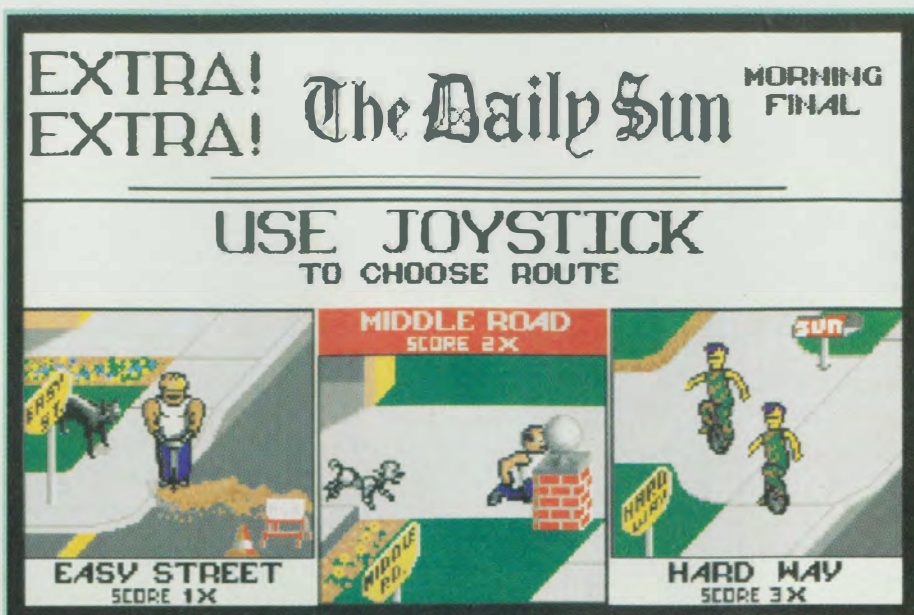 EXTRA!
EXTRA!
The Daily Sun
MORNING
FINAL
USE JOYSTICK
TO CHOOSE ROUTE
MIDDLE ROAD
SCORE 2X
EASY
ST.
SUN
HARD
WAY
MIDDLE
RD.
EASY STREET
SCORE 1X
HARD WAY
SCORE 3X